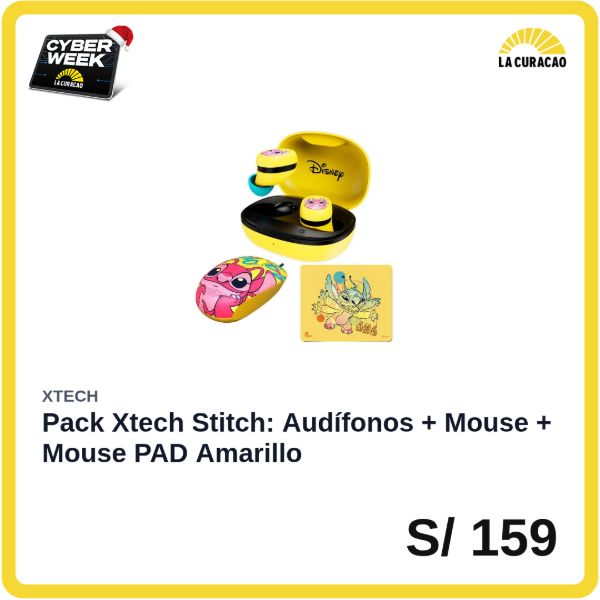 CYBER
WEEK
LA CURACAO
LA CURACAO
Disney
XTECH
Pack Xtech Stitch: Audífonos + Mouse +
Mouse PAD Amarillo
S/ 159